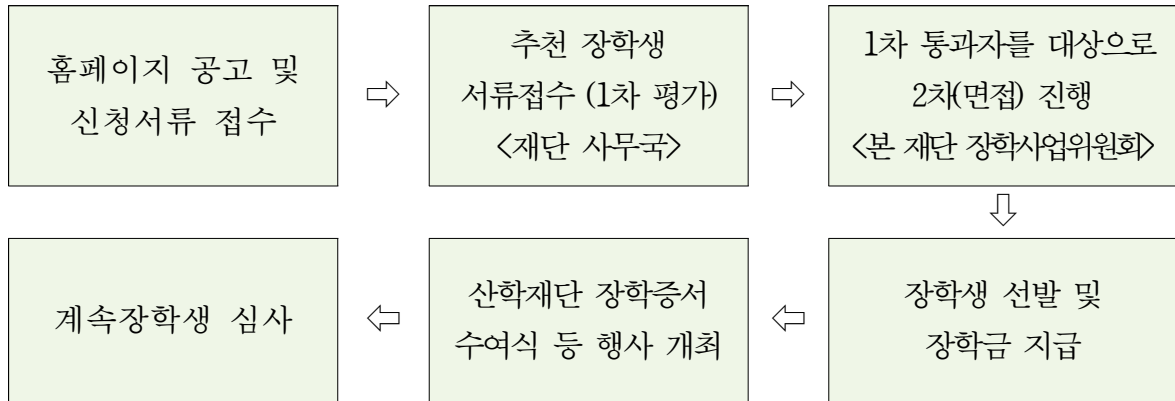 홈페이지 공고 및
신청서류 접수
⇨
추천 장학생
서류접수 (1차 평가)
<재단 사무국>
⇨
1차 통과자를 대상으로
2차(면접) 진행
<본 재단 장학사업위원회>
⇩
장학생 선발 및
장학금 지급
⇦
산학재단 장학증서
수여식 등 행사 개최
⇦
계속장학생 심사